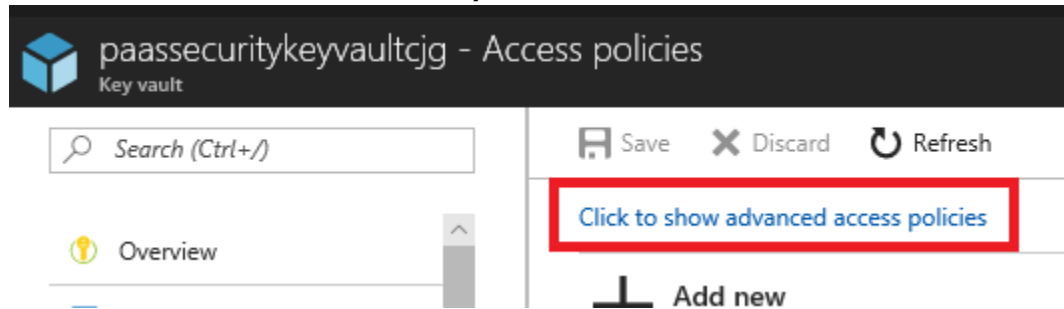 paassecuritykeyvaultcjg - Access policies
Key vault
Search (Ctrl+/)
Save Discard Refresh
Click to show advanced access policies
Overview
Add new